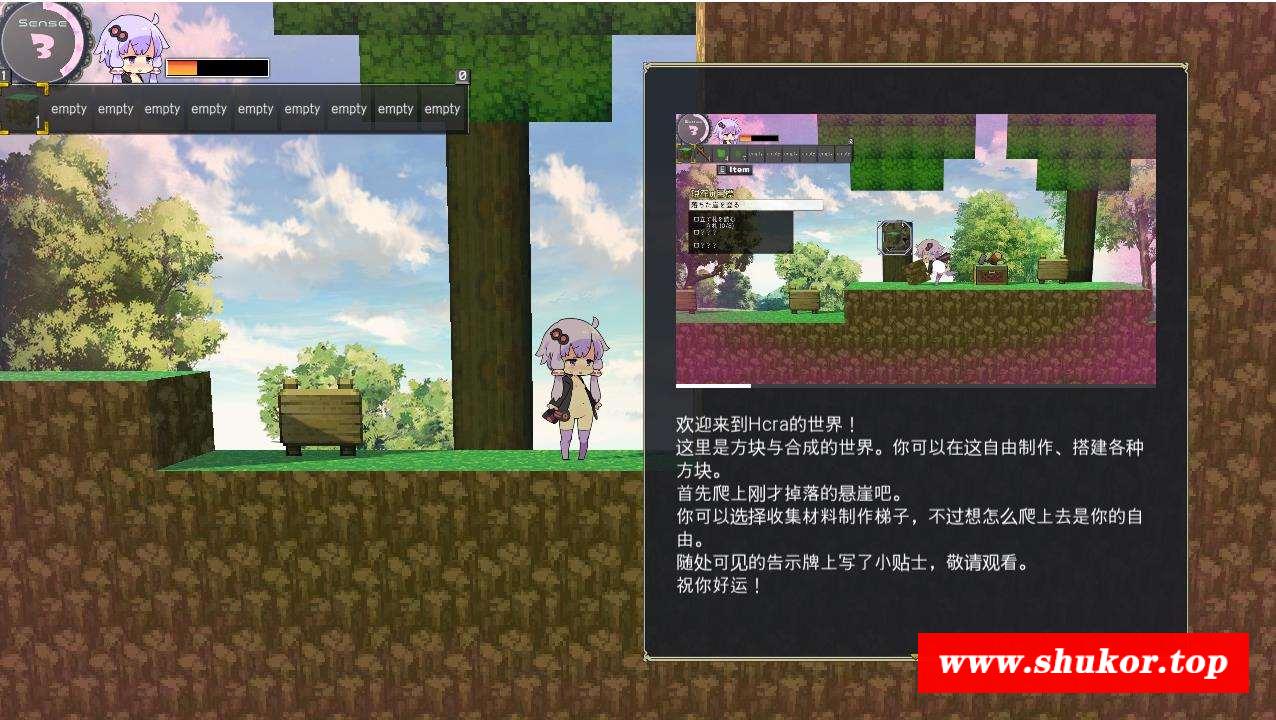 Sense
3
1
0
empty empty empty empty empty empty empty empty empty
1
Item
欢迎来到Hcra的世界！
这里是方块与合成的世界。你可以在这自由制作、搭建各种
方块。
首先爬上刚才掉落的悬崖吧。
你可以选择收集材料制作梯子，不过想怎么爬上去是你的自
由。
随处可见的告示牌上写了小贴士，敬请观看。
祝你好运！
www.shukor.top